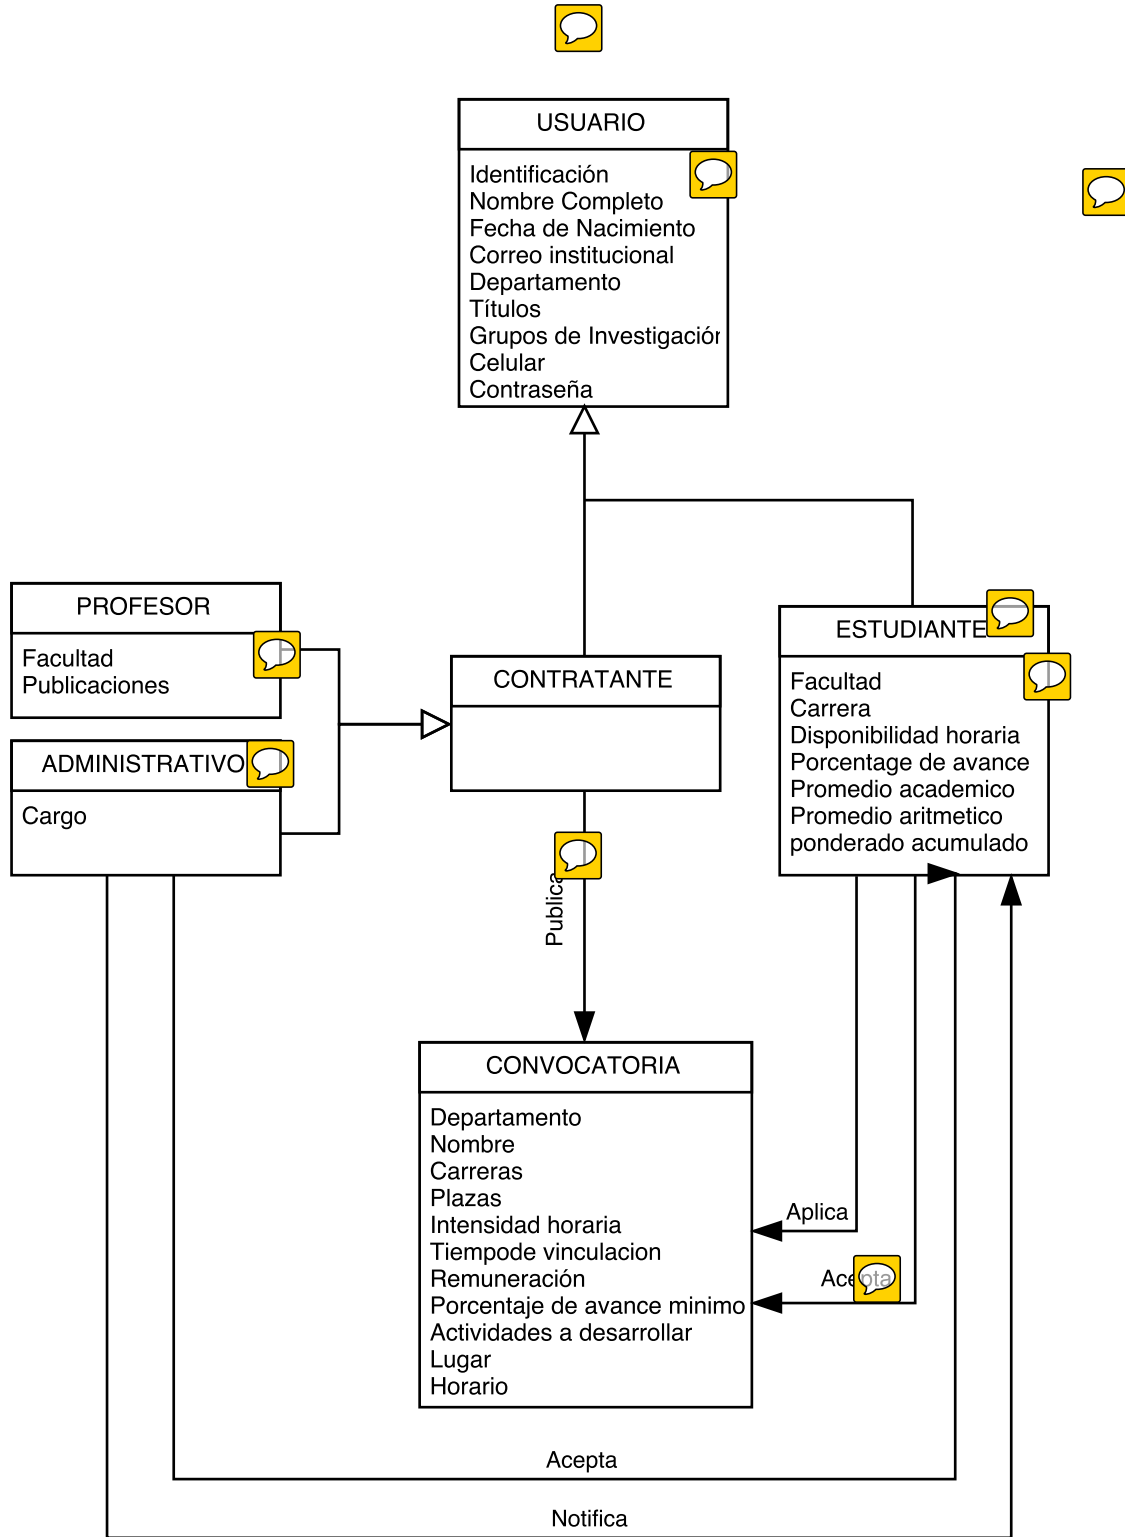 USUARIO
Identificación
Nombre Completo
Fecha de Nacimiento
Correo institucional
Departamento
Títulos
Grupos de Investigación
Celular
Contraseña
PROFESOR
Facultad
Publicaciones
ADMINISTRATIVO
Cargo
CONTRATANTE
ESTUDIANTE
Facultad
Carrera
Disponibilidad horaria
Porcentage de avance
Promedio academico
Promedio aritmetico
ponderado acumulado
Publica
CONVOCATORIA
Departamento
Nombre
Carreras
Plazas
Intensidad horaria
Tiempode vinculacion
Remuneración
Porcentaje de avance minimo
Actividades a desarrollar
Lugar
Horario
Aplica
Acepta
Acepta
Notifica